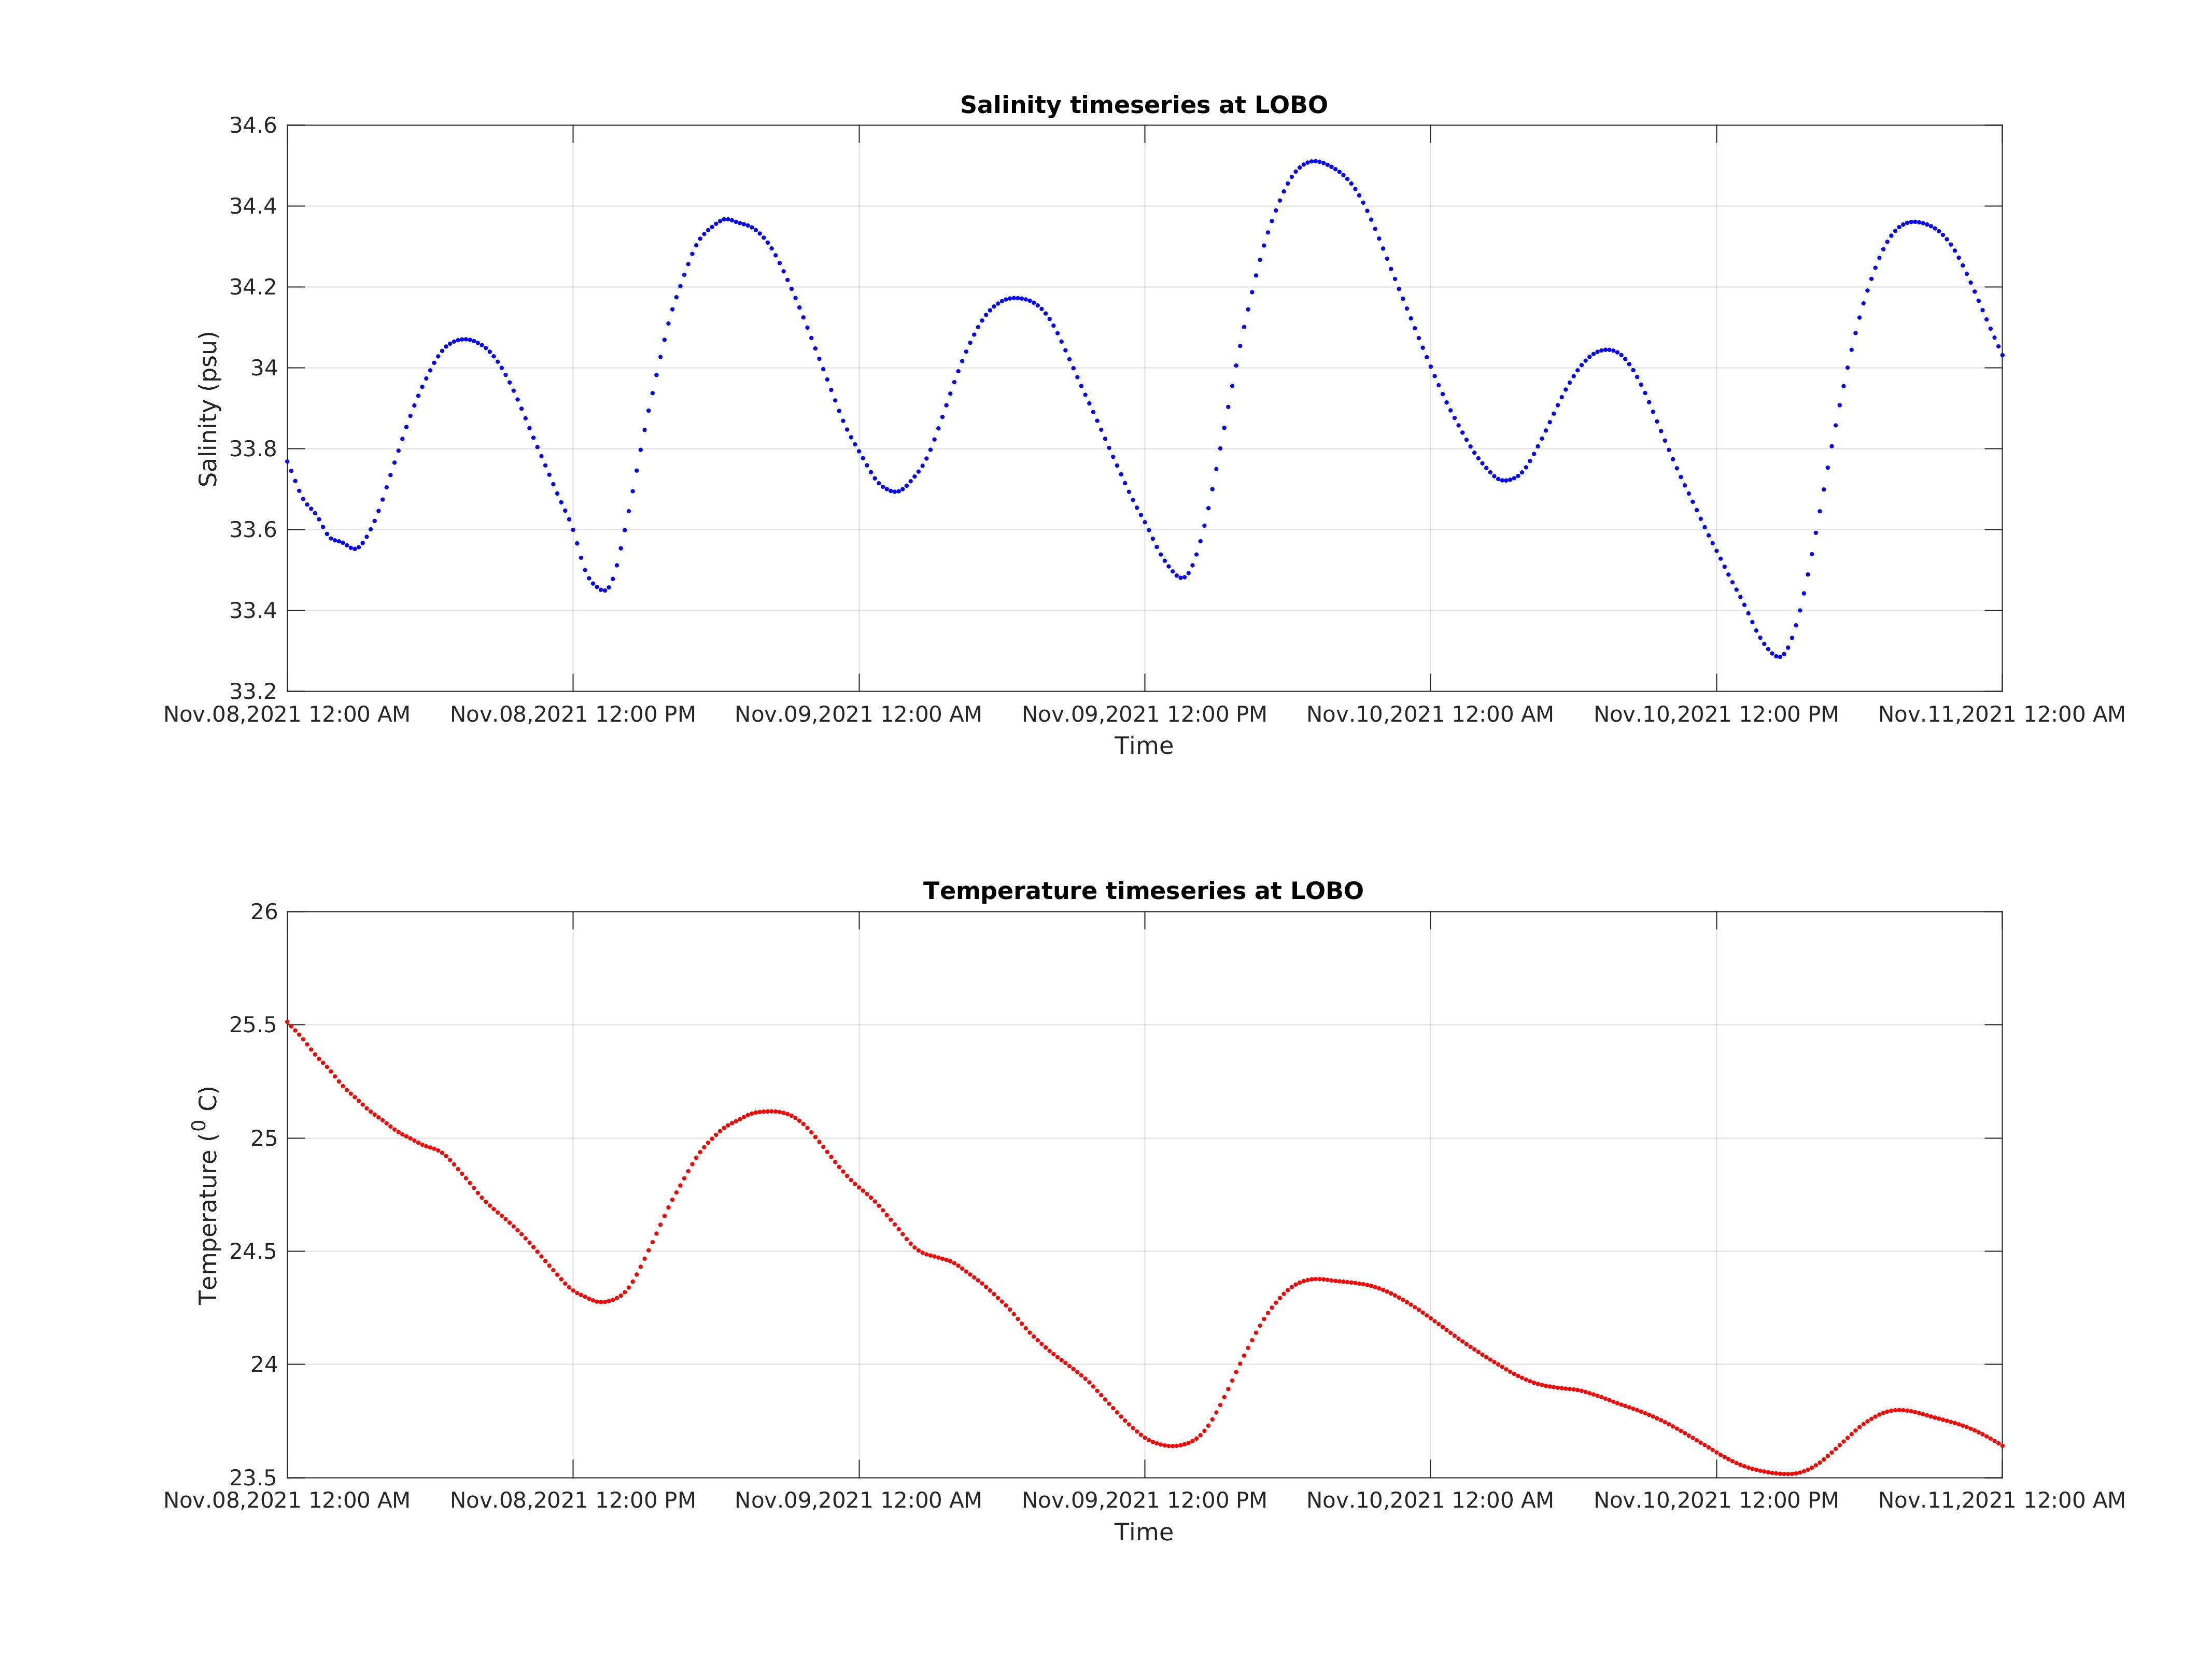 Salinity timeseries at LOBO
34.6
34.4
34.2
34
33.8
33.6
33.4
33.2
Salinity (psu)
Nov.08,2021 12:00 AM Nov.08,2021 12:00 PM Nov.09,2021 12:00 AM Nov.09,2021 12:00 PM Nov.10,2021 12:00 AM Nov.10,2021 12:00 PM Nov.11,2021 12:00 AM
Time
Temperature timeseries at LOBO
26
25.5
25
24.5
24
23.5
Temperature (⁰ C)
Nov.08,2021 12:00 AM Nov.08,2021 12:00 PM Nov.09,2021 12:00 AM Nov.09,2021 12:00 PM Nov.10,2021 12:00 AM Nov.10,2021 12:00 PM Nov.11,2021 12:00 AM
Time